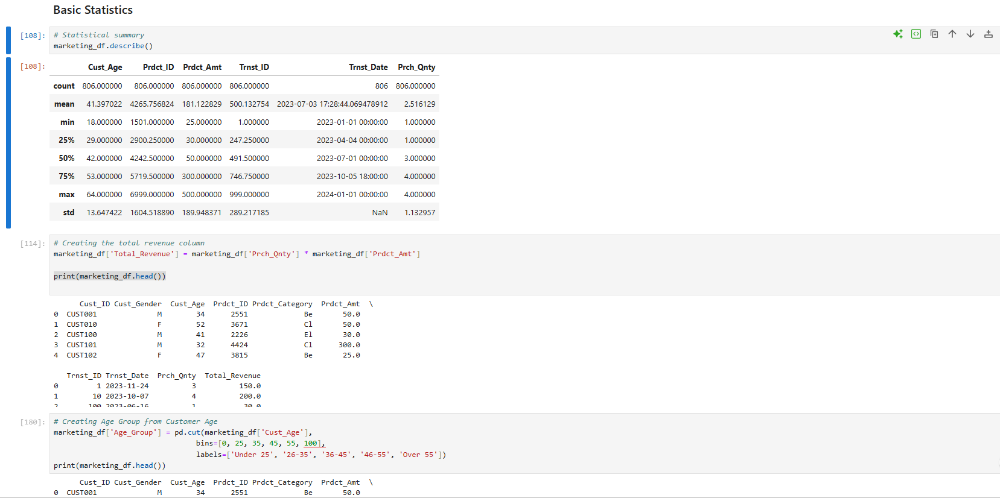 Basic Statistics
[108]: # Statistical summary
marketing_df.describe()
[108]: Cust_Age Prdct_ID Prdct_Amt Trnst_ID Trnst_Date Prch_Qnty
count 806.000000 806.000000 806.000000 806.000000 806 806.000000
mean 41.397022 4265.756824 181.122829 500.132754 2023-07-03 17:28:44.069478912 2.516129
min 18.000000 1501.000000 25.000000 1.000000 2023-01-01 00:00:00 1.000000
25% 29.000000 2900.250000 30.000000 247.250000 2023-04-04 00:00:00 1.000000
50% 42.000000 4242.500000 50.000000 491.500000 2023-07-01 00:00:00 3.000000
75% 53.000000 5719.500000 300.000000 746.750000 2023-10-05 18:00:00 4.000000
max 64.000000 6999.000000 500.000000 999.000000 2024-01-01 00:00:00 4.000000
std 13.647422 1604.518890 189.948371 289.217185 NaN 1.132957
[114]: # Creating the total revenue column
marketing_df['Total_Revenue'] = marketing_df['Prch_Qnty'] * marketing_df['Prdct_Amt']
print(marketing_df.head())
Cust_ID Cust_Gender Cust_Age Prdct_ID Prdct_Category Prdct_Amt \
0 CUST001 M 34 2551 Be 50.0
1 CUST010 F 52 3671 Cl 50.0
2 CUST100 M 41 2226 El 30.0
3 CUST101 M 32 4424 Cl 300.0
4 CUST102 F 47 3815 Be 25.0
Trnst_ID Trnst_Date Prch_Qnty Total_Revenue
0 1 2023-11-24 3 150.0
1 10 2023-10-07 4 200.0
2 100 2023-06-16 1 30.0
[180]: # Creating Age Group from Customer Age
marketing_df['Age_Group'] = pd.cut(marketing_df['Cust_Age'],
bins=[0, 25, 35, 45, 55, 100],
labels=['Under 25', '26-35', '36-45', '46-55', 'Over 55'])
print(marketing_df.head())
Cust_ID Cust_Gender Cust_Age Prdct_ID Prdct_Category Prdct_Amt \
0 CUST001 M 34 2551 Be 50.0